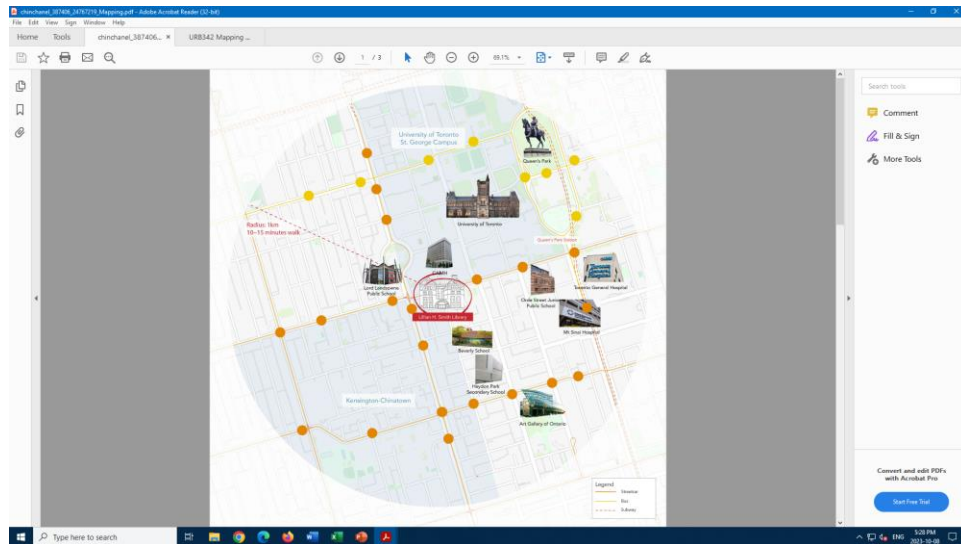 chinchanel_387406_24767219_Mapping.pdf - Adobe Acrobat Reader (32-bit)
File Edit View Sign Window Help
Home Tools chinchanel_387406... × URB342 Mapping ...
1 / 3 69.1%
Search tools
Comment
Fill & Sign
More Tools
University of Toronto
St. George Campus
Queen's Park
University of Toronto
Radius: 1km
10~15 minutes walk
Queen's Park Station
CAMH
Lord Lansdowne
Public School
Orde Street Junior
Public School
Toronto General Hospital
Lillian H. Smith Library
Mt Sinai Hospital
Beverly School
Heydon Park
Secondary School
Kensington-Chinatown
Art Gallery of Ontario
Legend
Streetcar
Bus
Subway
Convert and edit PDFs
with Acrobat Pro
Start Free Trial
Type here to search
ENG
5:28 PM
2023-10-08